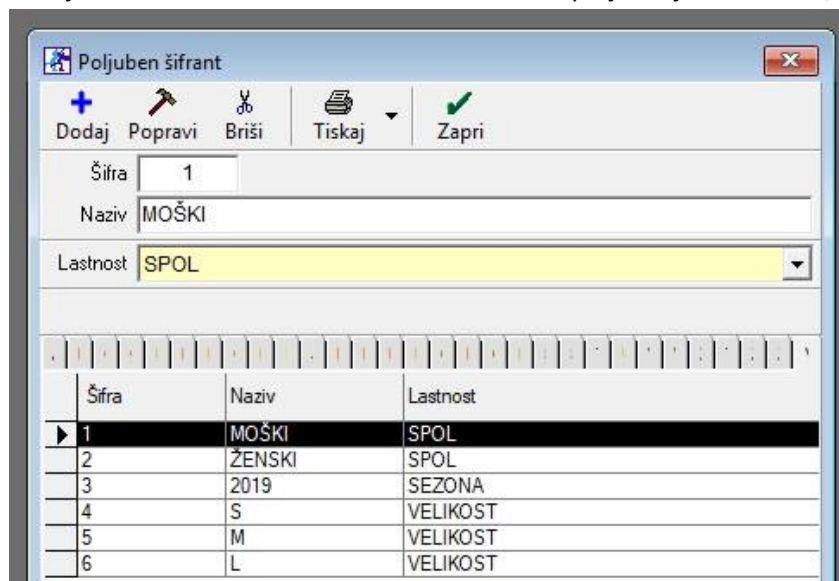 Poljuben šifrant
Dodaj Popravi Briši Tiskaj Zapri
Šifra 1
Naziv MOŠKI
Lastnost SPOL
Šifra Naziv Lastnost
1 MOŠKI SPOL
2 ŽENSKI SPOL
3 2019 SEZONA
4 S VELIKOST
5 M VELIKOST
6 L VELIKOST